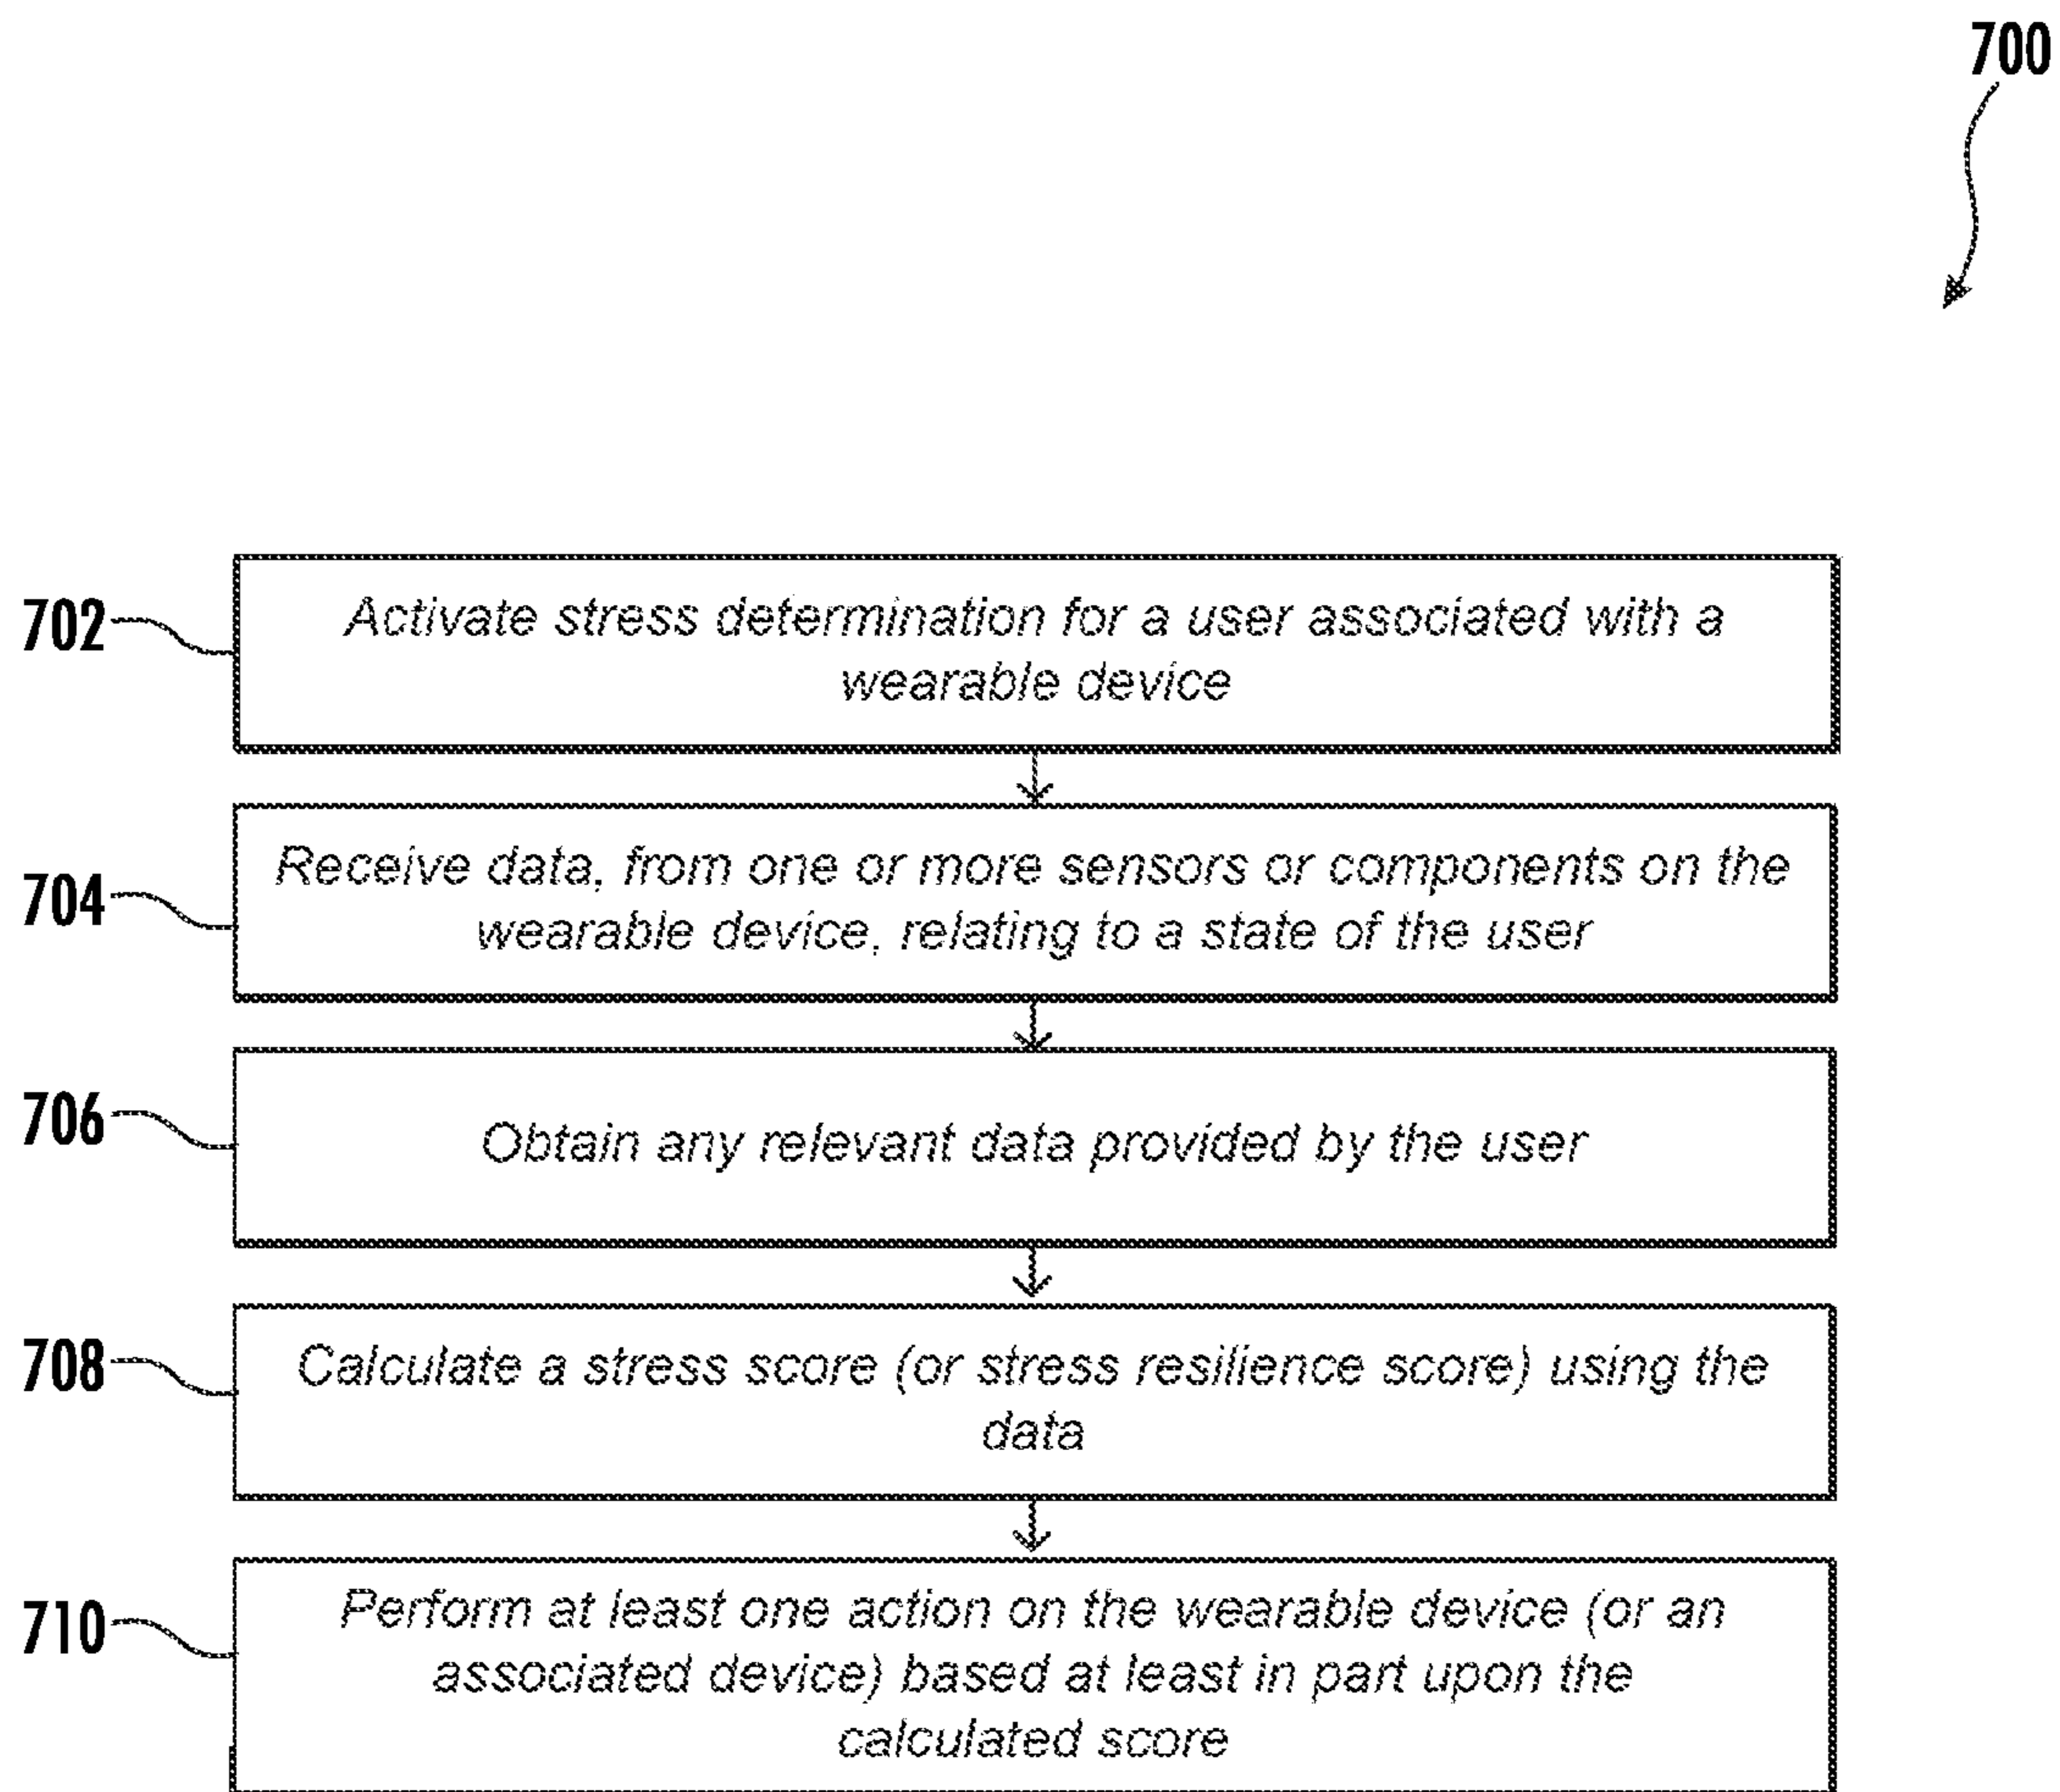 700
702
Activate stress determination for a user associated with a
wearable device
704
Receive data, from one or more sensors or components on the
wearable device, relating to a state of the user
706
Obtain any relevant data provided by the user
708
Calculate a stress score (or stress resilience score) using the
data
710
Perform at least one action on the wearable device (or an
associated device) based at least in part upon the
calculated score